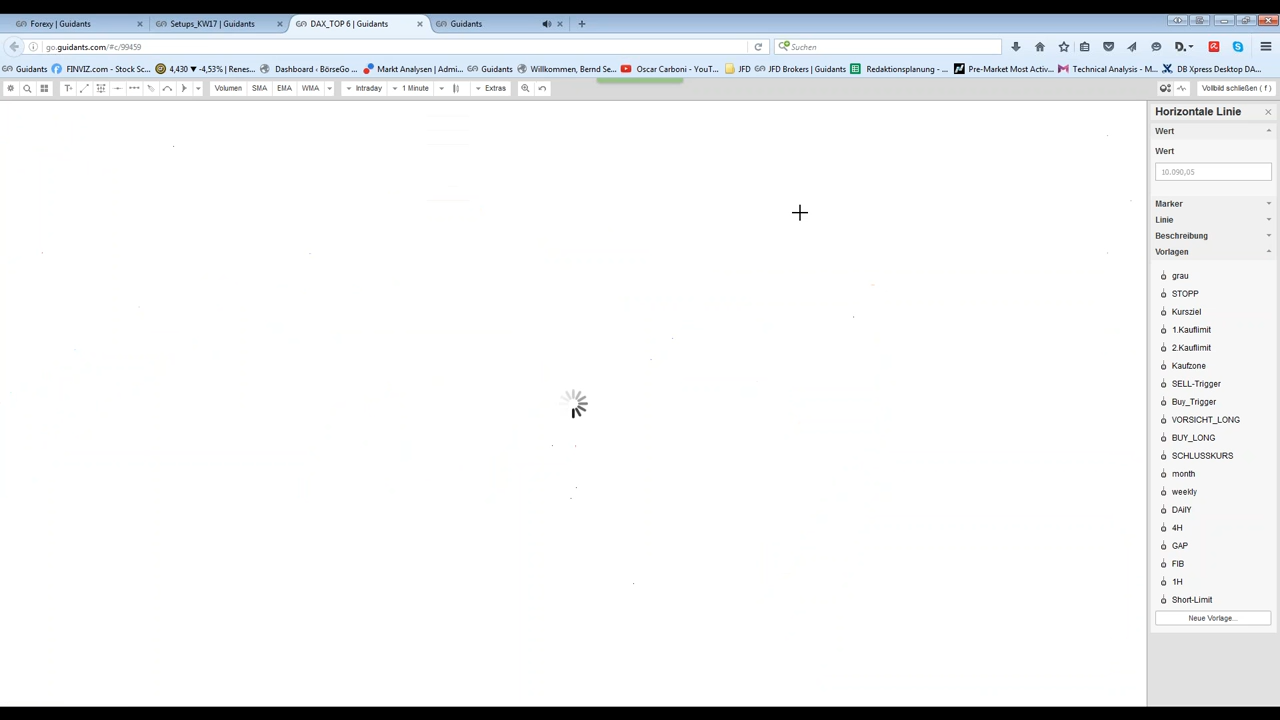 Forexy | Guidants
Setups_KW17 | Guidants
DAX_TOP 6 | Guidants
Guidants
go.guidants.com/#c/99459
Suchen
Guidants
FINVIZ.com - Stock Sc...
4,430 ▼ -4,53% | Renes...
Dashboard ‹ BörseGo ...
Markt Analysen | Admi...
Guidants
Willkommen, Bernd Se...
Oscar Carboni - YouT...
JFD
JFD Brokers | Guidants
Redaktionsplanung - ...
Pre-Market Most Activ...
Technical Analysis - M...
DB Xpress Desktop DA...
Volumen
SMA
EMA
WMA
Intraday
1 Minute
Extras
Vollbild schließen ( f )
Horizontale Linie
Wert
Wert
10.090,05
Marker
Linie
Beschreibung
Vorlagen
grau
STOPP
Kursziel
1.Kauflimit
2.Kauflimit
Kaufzone
SELL-Trigger
Buy_Trigger
VORSICHT_LONG
BUY_LONG
SCHLUSSKURS
month
weekly
DAilY
4H
GAP
FIB
1H
Short-Limit
Neue Vorlage...